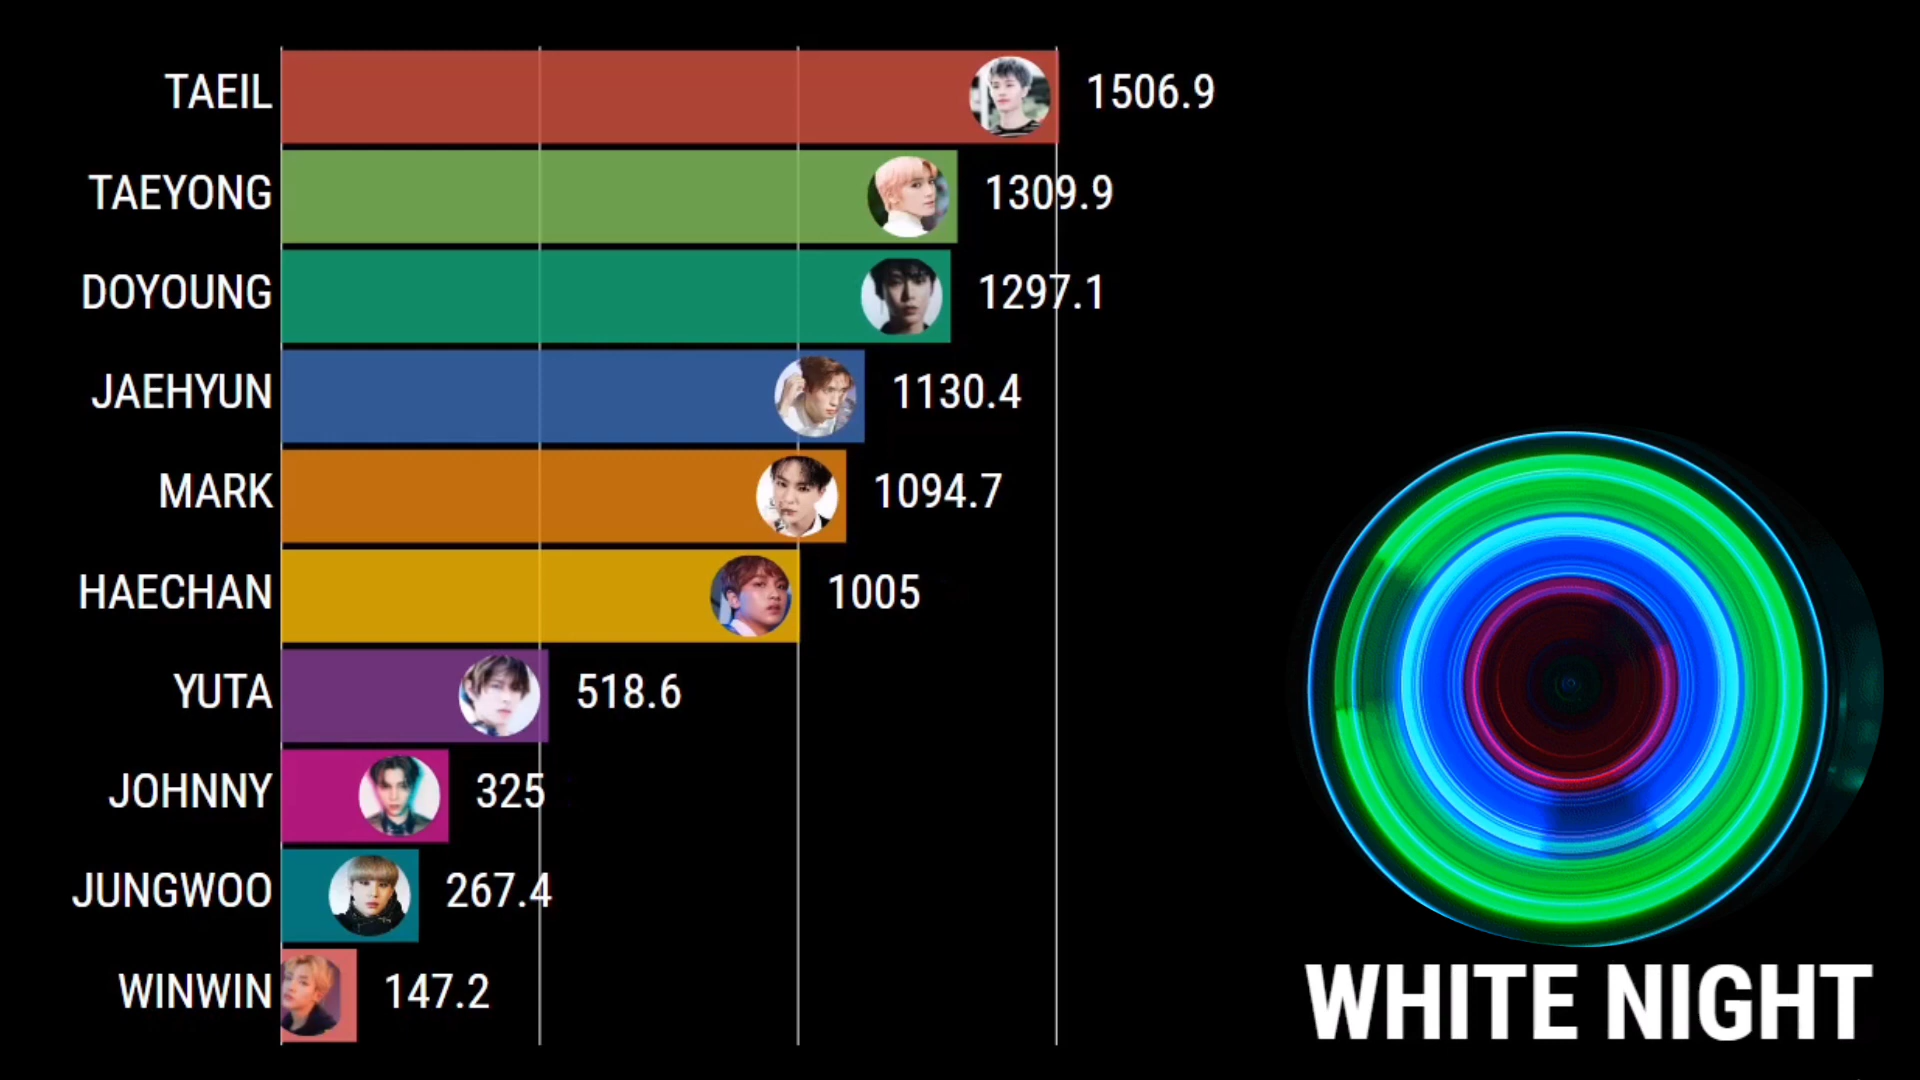 TAEIL 1506.9
TAEYONG 1309.9
DOYOUNG 1297.1
JAEHYUN 1130.4
MARK 1094.7
HAECHAN 1005
YUTA 518.6
JOHNNY 325
JUNGWOO 267.4
WINWIN 147.2
WHITE NIGHT